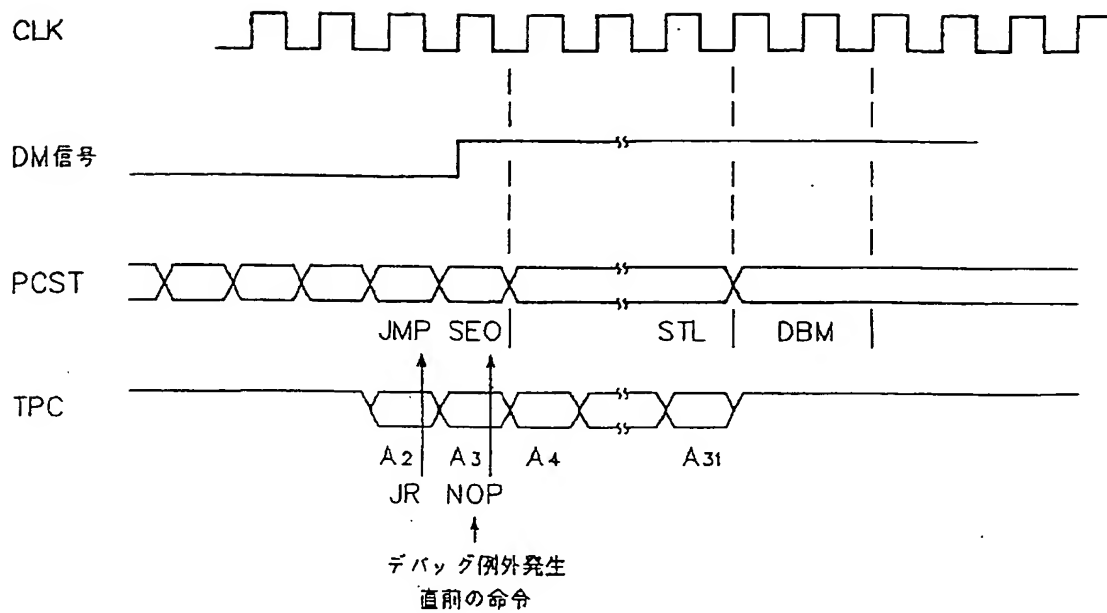 CLK
DM信号
PCST
JMP SEQ STL DBM
TPC
A2 A3 A4 A31
JR NOP
デバッグ例外発生
直前の命令